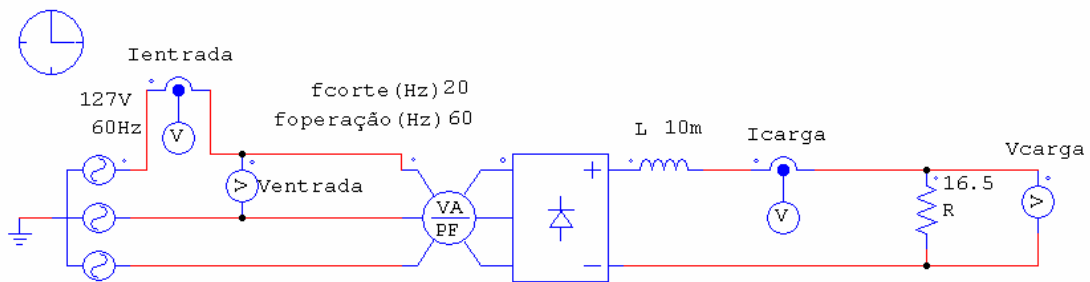 Ientrada
127V
60Hz
fcorte(Hz)20
foperação(Hz)60
V
V
Ventrada
VA
PF
+
−
L 10m
Icarga
V
Vcarga
16.5
R
V